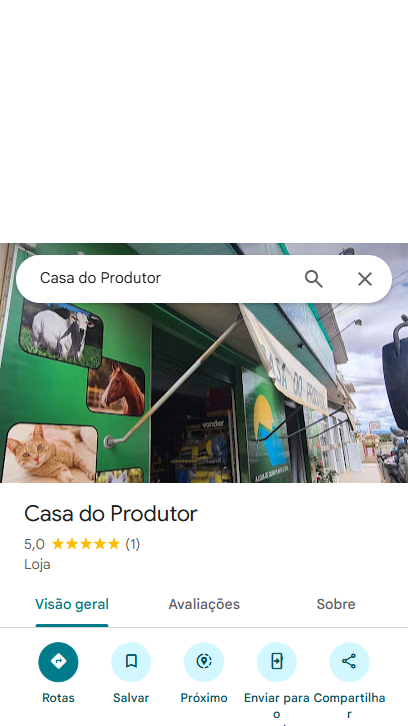 Casa do Produtor
vonder
CASA DO PRODUTOR
Casa do Produtor
5,0 ★★★★★ (1)
Loja
Visão geral
Avaliações
Sobre
Rotas
Salvar
Próximo
Enviar para o
Compartilhar